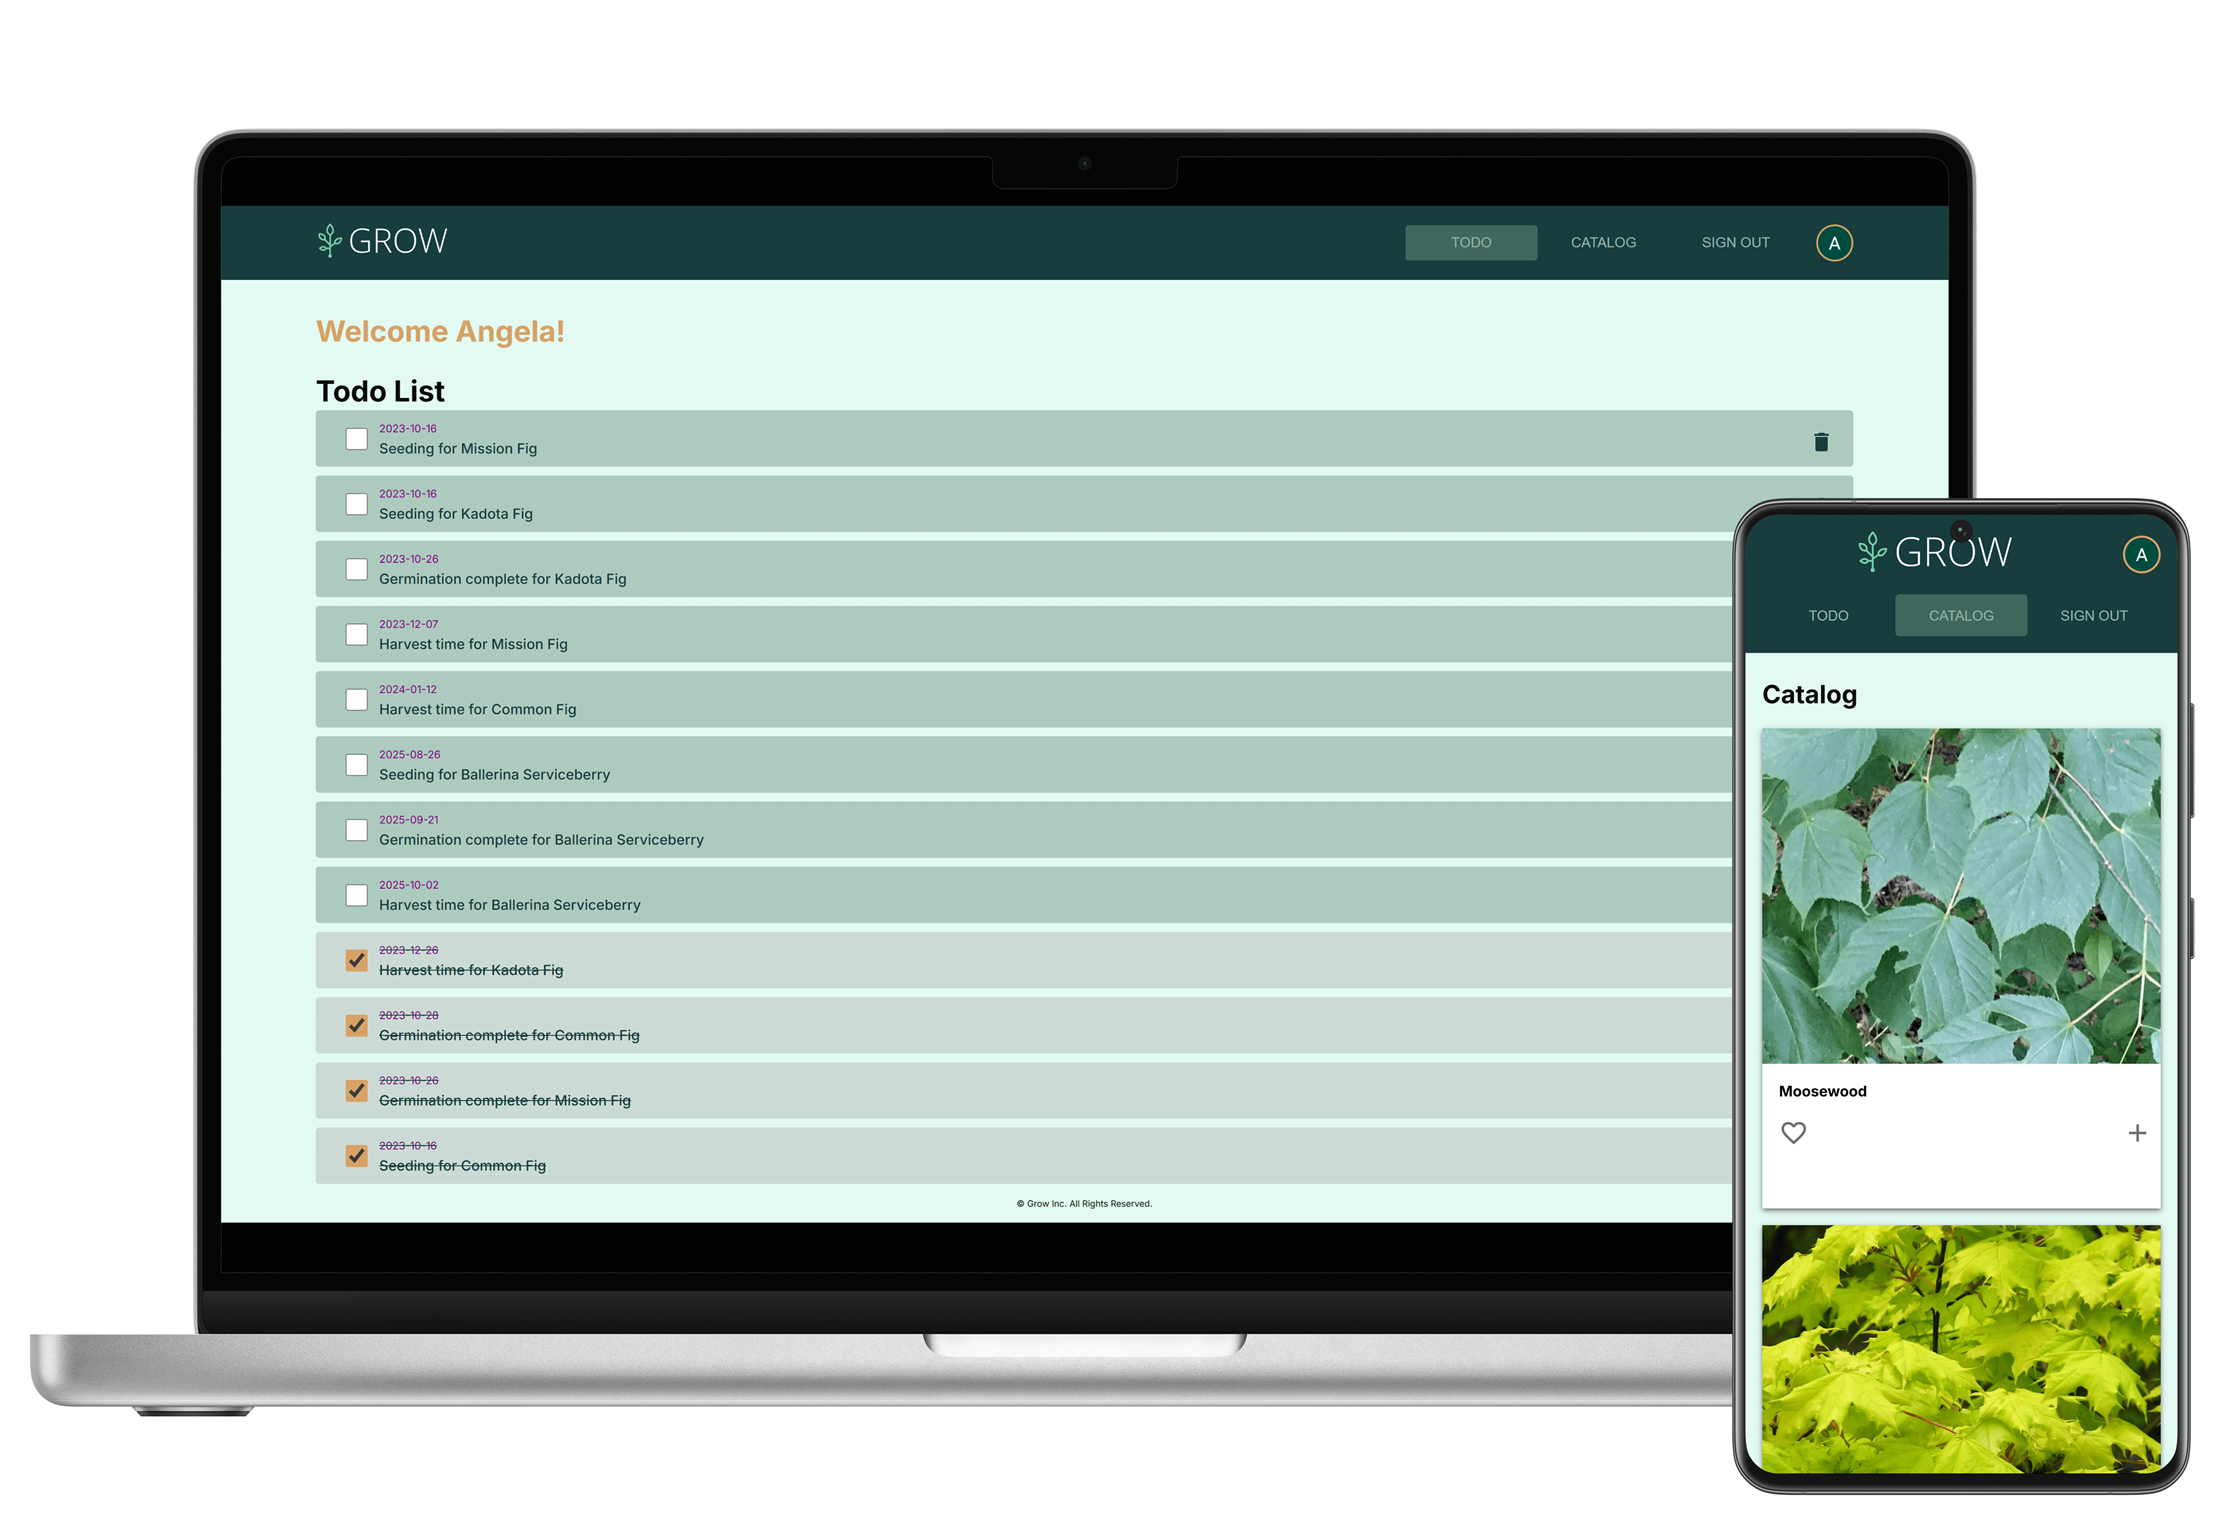 GROW
TODO CATALOG SIGN OUT A
Welcome Angela!
Todo List
2023-10-16
Seeding for Mission Fig
2023-10-16
Seeding for Kadota Fig
2023-10-26
Germination complete for Kadota Fig
2023-12-07
Harvest time for Mission Fig
2024-01-12
Harvest time for Common Fig
2025-08-26
Seeding for Ballerina Serviceberry
2025-09-21
Germination complete for Ballerina Serviceberry
2025-10-02
Harvest time for Ballerina Serviceberry
2023-12-26
Harvest time for Kadota Fig
2023-10-28
Germination complete for Common Fig
2023-10-26
Germination complete for Mission Fig
2023-10-16
Seeding for Common Fig
© Grow Inc. All Rights Reserved.
GROW
A
TODO CATALOG SIGN OUT
Catalog
Moosewood